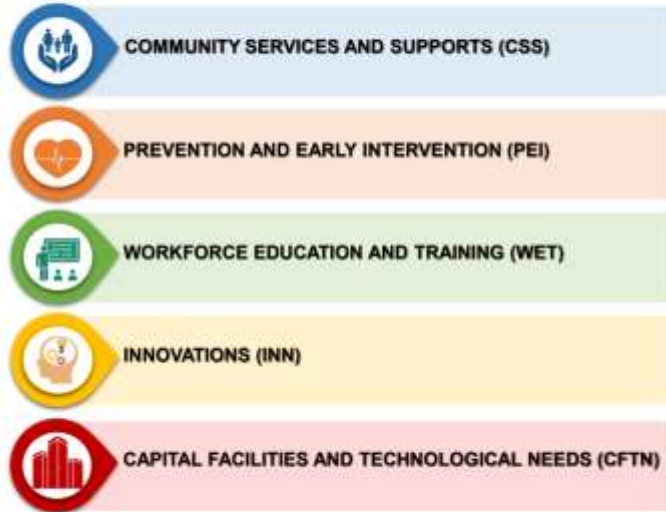 COMMUNITY SERVICES AND SUPPORTS (CSS)
PREVENTION AND EARLY INTERVENTION (PEI)
WORKFORCE EDUCATION AND TRAINING (WET)
INNOVATIONS (INN)
CAPITAL FACILITIES AND TECHNOLOGICAL NEEDS (CFTN)